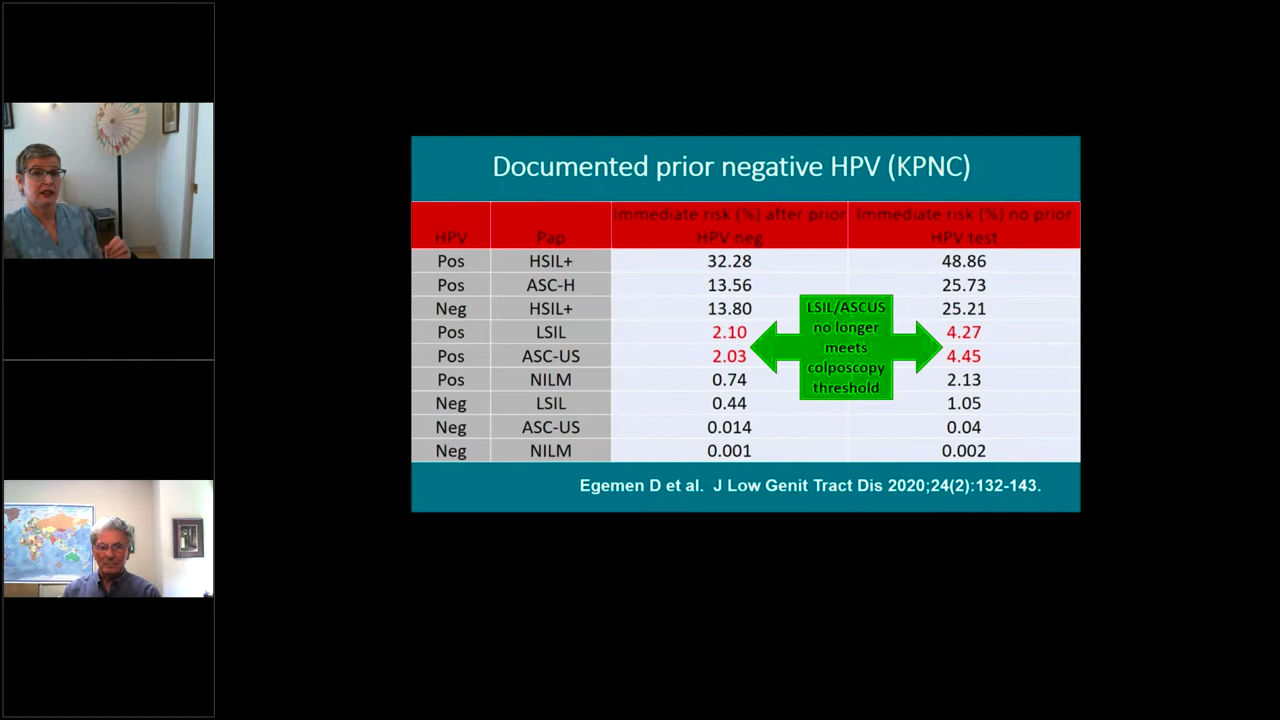 Documented prior negative HPV (KPNC)
HPV Pap Immediate risk (%) after prior HPV neg Immediate risk (%) no prior HPV test
Pos HSIL+ 32.28 48.86
Pos ASC-H 13.56 25.73
Neg HSIL+ 13.80 25.21
Pos LSIL 2.10 4.27
Pos ASC-US 2.03 4.45
Pos NILM 0.74 2.13
Neg LSIL 0.44 1.05
Neg ASC-US 0.014 0.04
Neg NILM 0.001 0.002
LSIL/ASCUS
no longer
meets
colposcopy
threshold
Egemen D et al. J Low Genit Tract Dis 2020;24(2):132-143.